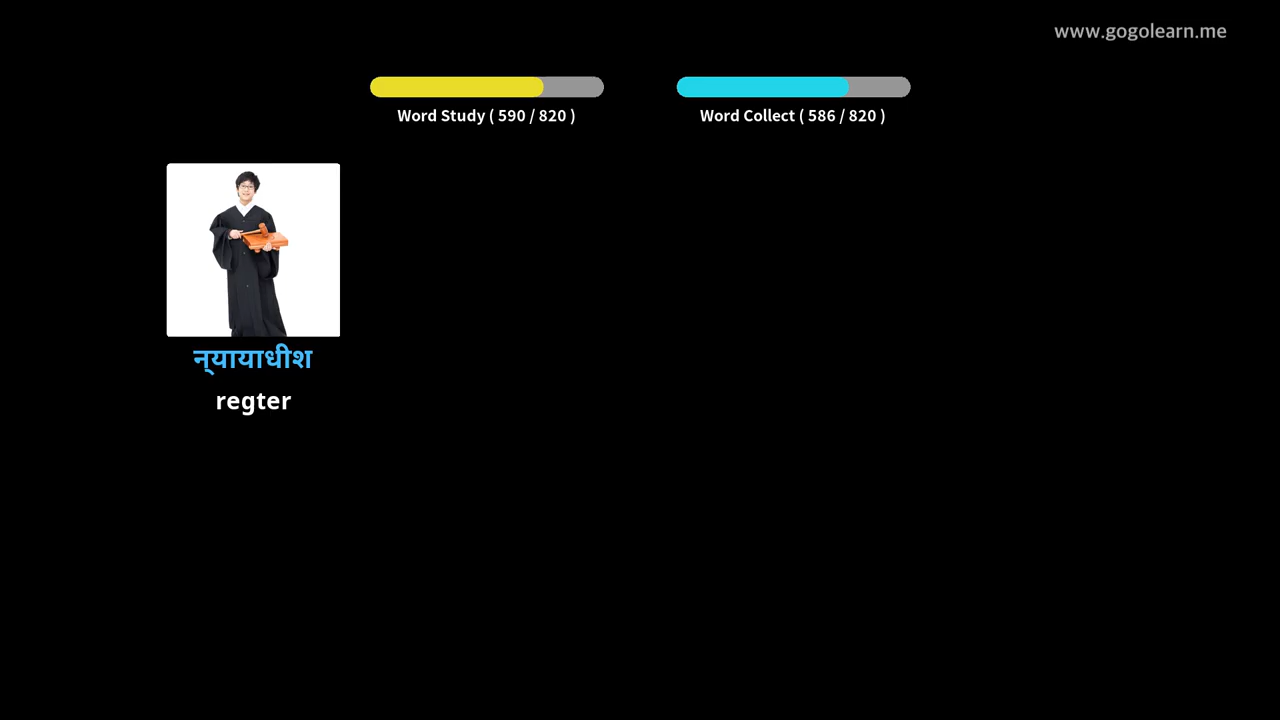 www.gogolearn.me
Word Study ( 590 / 820 )
Word Collect ( 586 / 820 )
न्यायाधीश
regter